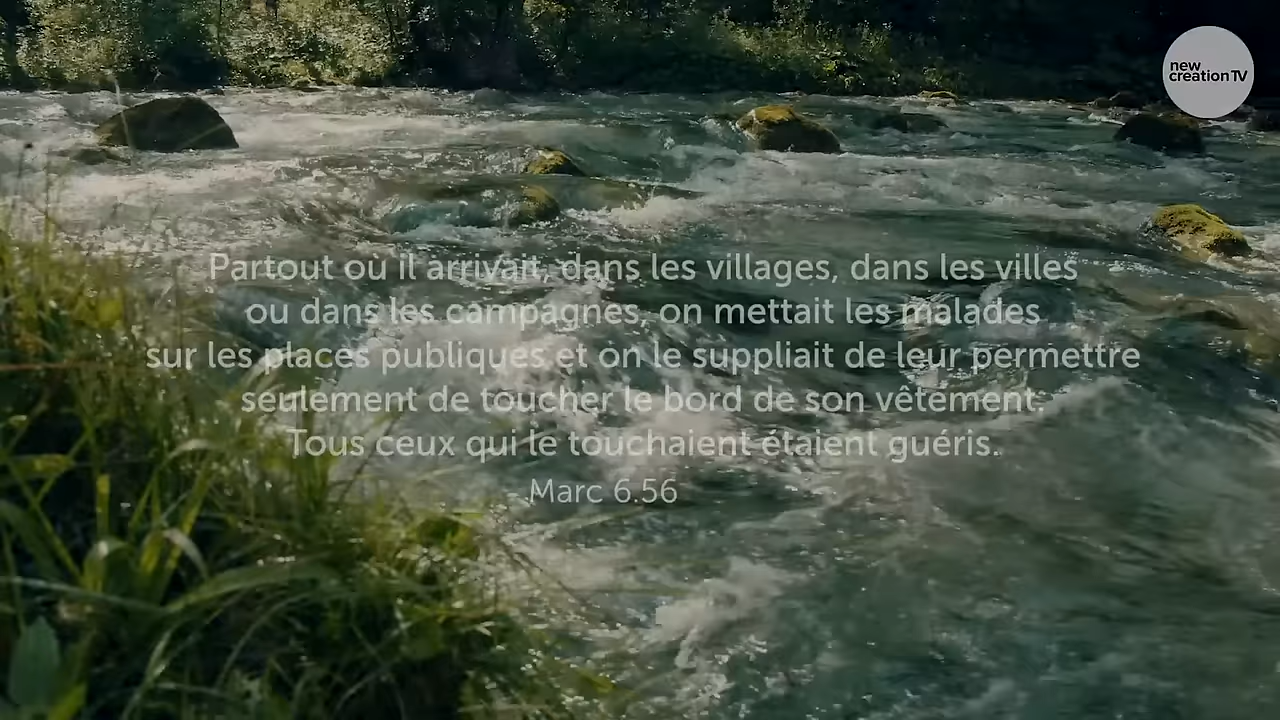 new
creation TV
Partout où il arrivait, dans les villages, dans les villes
ou dans les campagnes, on mettait les malades
sur les places publiques et on le suppliait de leur permettre
seulement de toucher le bord de son vêtement.
Tous ceux qui le touchaient étaient guéris.
Marc 6.56